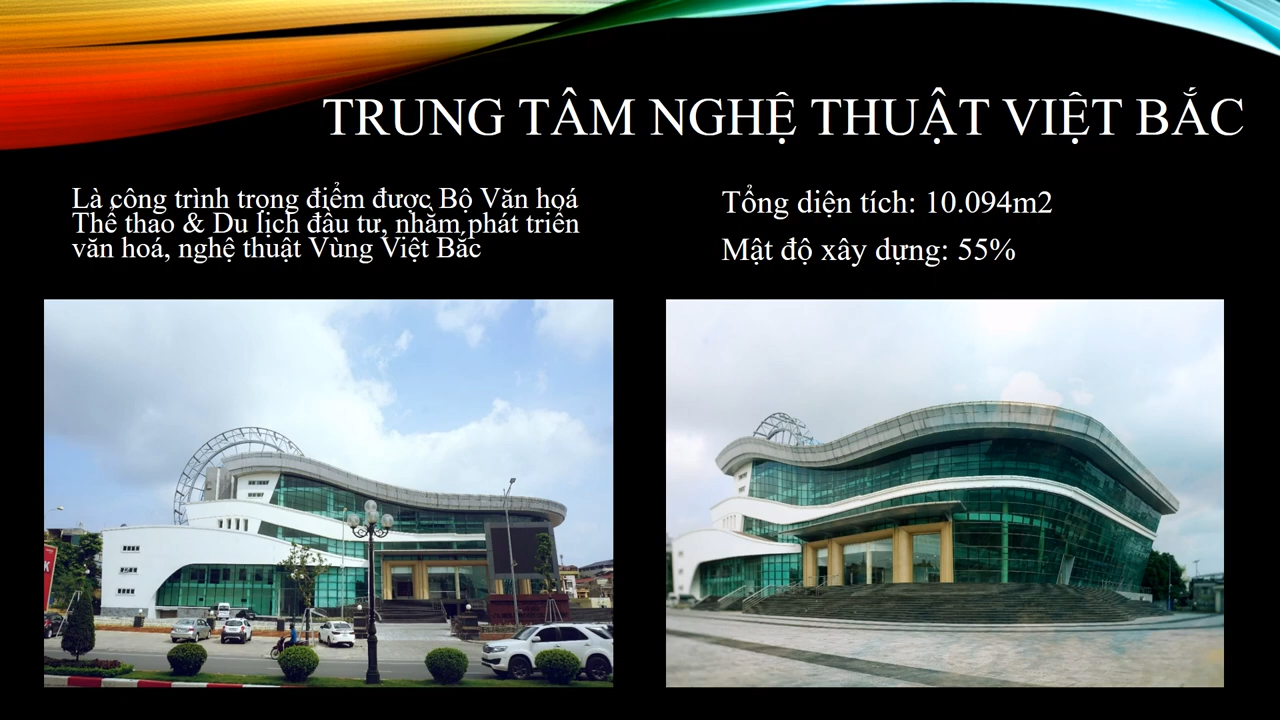 TRUNG TÂM NGHỆ THUẬT VIỆT BẮC
Là công trình trọng điểm được Bộ Văn hoá
Thể thao & Du lịch đầu tư, nhằm phát triển
văn hoá, nghệ thuật Vùng Việt Bắc
Tổng diện tích: 10.094m2
Mật độ xây dựng: 55%